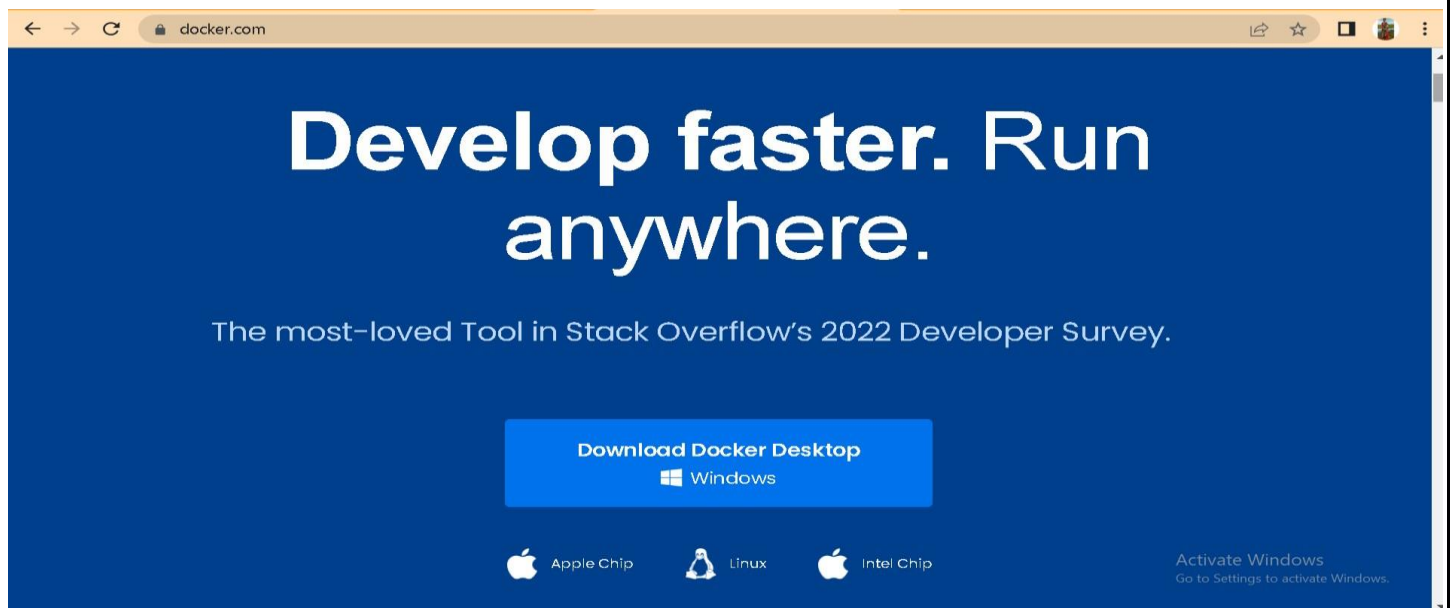 docker.com
Develop faster. Run
anywhere.
The most-loved Tool in Stack Overflow's 2022 Developer Survey.
Download Docker Desktop
Windows
Apple Chip
Linux
Intel Chip
Activate Windows
Go to Settings to activate Windows.